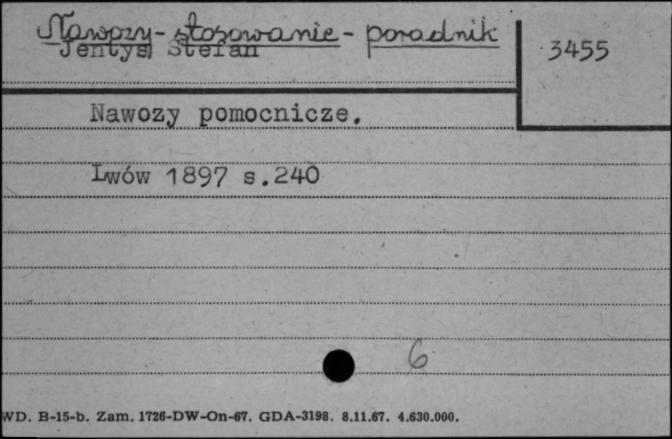 Nawozy - stosowanie - poradnik
Jentys Stefan
3455
Nawozy pomocnicze.
Lwów 1897 s.240
6
WD. B-15-b. Zam. 1726-DW-On-67. GDA-3198. 8.11.67. 4.630.000.